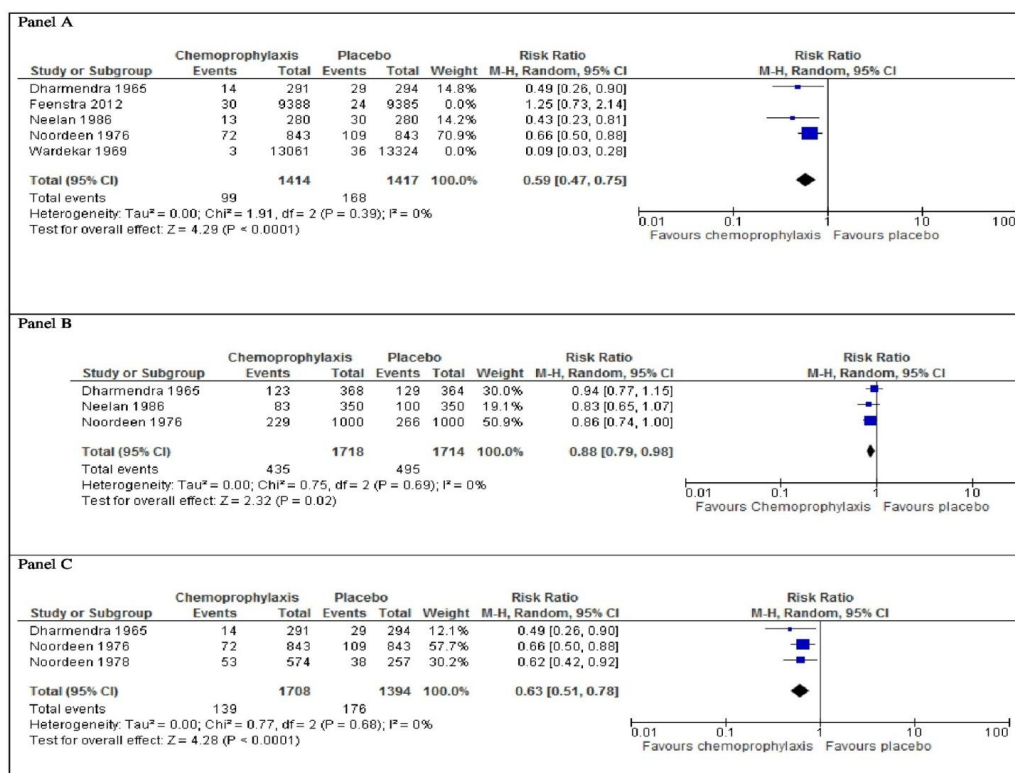 Panel A
Chemoprophylaxis Placebo Risk Ratio Risk Ratio
Study or Subgroup Events Total Events Total Weight M-H, Random, 95% CI M-H, Random, 95% CI
Dharmendra 1965 14 291 29 294 14.8% 0.49 [0.26, 0.90]
Feenstra 2012 30 9388 24 9385 0.0% 1.25 [0.73, 2.14]
Neelan 1986 13 280 30 280 14.2% 0.43 [0.23, 0.81]
Noordeen 1976 72 843 109 843 70.9% 0.66 [0.50, 0.88]
Wardekar 1969 3 13061 36 13324 0.0% 0.09 [0.03, 0.28]
Total (95% CI) 1414 1417 100.0% 0.59 [0.47, 0.75]
Total events 99 168
Heterogeneity: Tau² = 0.00; Chi² = 1.91, df = 2 (P = 0.39); I² = 0%
Test for overall effect: Z = 4.29 (P < 0.0001)
0.01 0.1 1 10 100
Favours chemoprophylaxis Favours placebo
Panel B
Chemoprophylaxis Placebo Risk Ratio Risk Ratio
Study or Subgroup Events Total Events Total Weight M-H, Random, 95% CI M-H, Random, 95% CI
Dharmendra 1965 123 368 129 364 30.0% 0.94 [0.77, 1.15]
Neelan 1986 83 350 100 350 19.1% 0.83 [0.65, 1.07]
Noordeen 1976 229 1000 266 1000 50.9% 0.86 [0.74, 1.00]
Total (95% CI) 1718 1714 100.0% 0.88 [0.79, 0.98]
Total events 435 495
Heterogeneity: Tau² = 0.00; Chi² = 0.75, df = 2 (P = 0.69); I² = 0%
Test for overall effect: Z = 2.32 (P = 0.02)
0.01 0.1 1 10 100
Favours Chemoprophylaxis Favours placebo
Panel C
Chemoprophylaxis Placebo Risk Ratio Risk Ratio
Study or Subgroup Events Total Events Total Weight M-H, Random, 95% CI M-H, Random, 95% CI
Dharmendra 1965 14 291 29 294 12.1% 0.49 [0.26, 0.90]
Noordeen 1976 72 843 109 843 57.7% 0.66 [0.50, 0.88]
Noordeen 1978 53 574 38 257 30.2% 0.62 [0.42, 0.92]
Total (95% CI) 1708 1394 100.0% 0.63 [0.51, 0.78]
Total events 139 176
Heterogeneity: Tau² = 0.00; Chi² = 0.77, df = 2 (P = 0.68); I² = 0%
Test for overall effect: Z = 4.28 (P < 0.0001)
0.01 0.1 1 10 100
Favours chemoprophylaxis Favours placebo